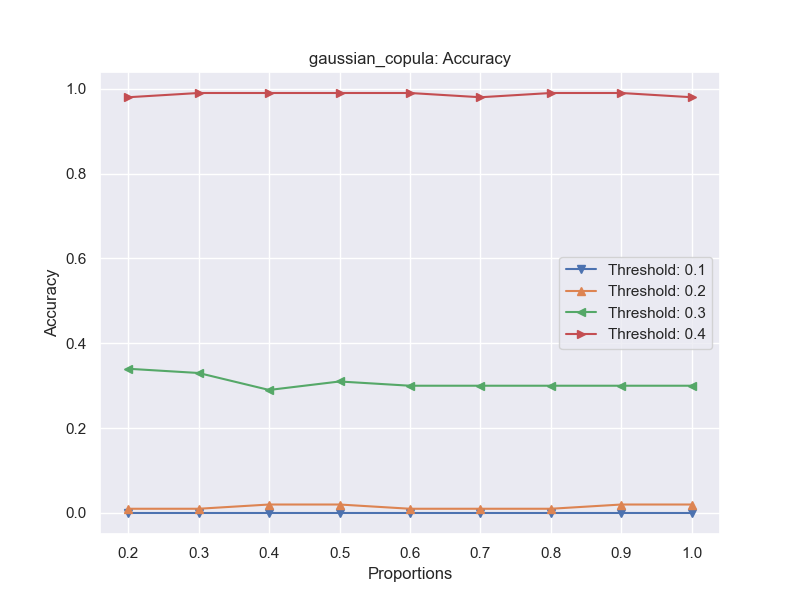 gaussian_copula: Accuracy
1.0
0.8
0.6
0.4
0.2
0.0
Accuracy
Threshold: 0.1
Threshold: 0.2
Threshold: 0.3
Threshold: 0.4
0.2 0.3 0.4 0.5 0.6 0.7 0.8 0.9 1.0
Proportions